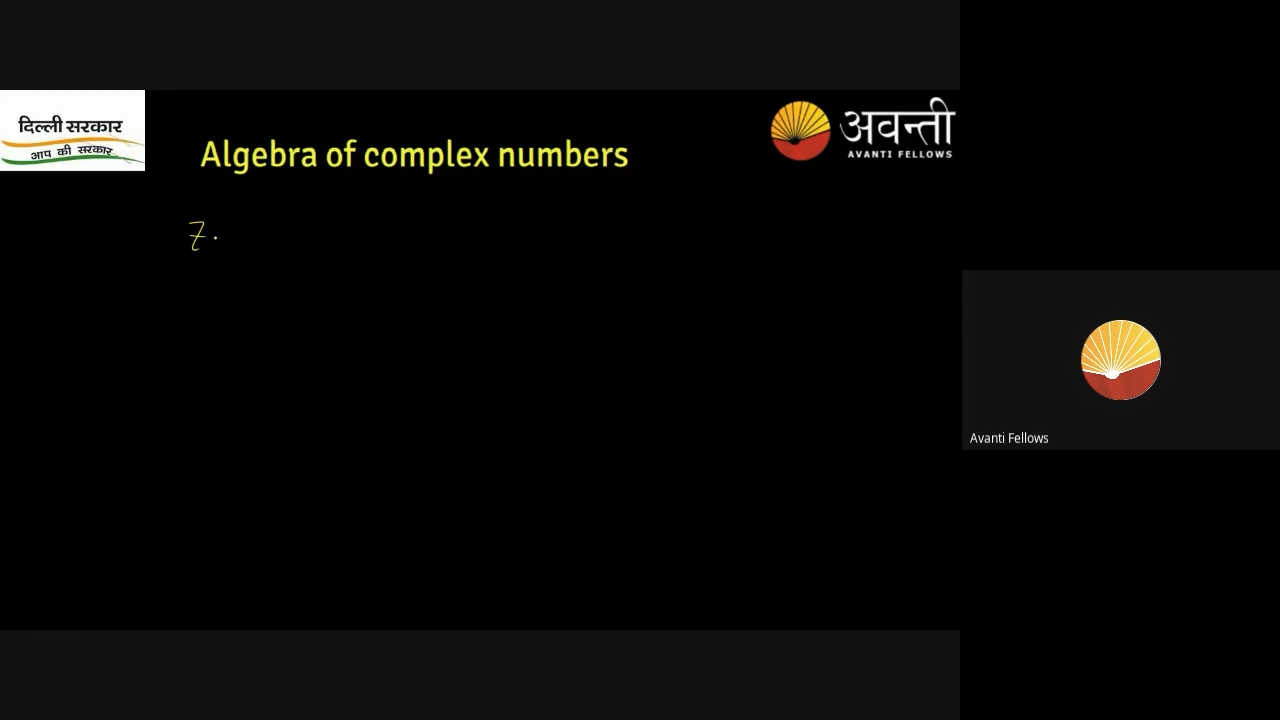 दिल्ली सरकार
आप की सरकार
Algebra of complex numbers
अवन्ती
AVANTI FELLOWS
Z.
Avanti Fellows